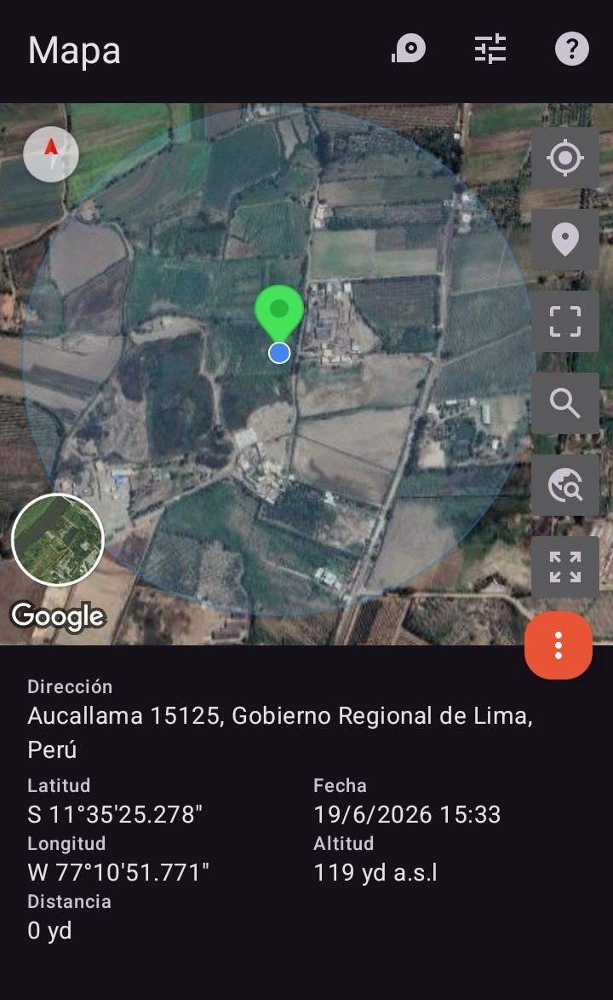 Mapa
Google
Dirección
Aucallama 15125, Gobierno Regional de Lima,
Perú
Latitud
S 11°35'25.278"
Fecha
19/6/2026 15:33
Longitud
W 77°10'51.771"
Altitud
119 yd a.s.l
Distancia
0 yd